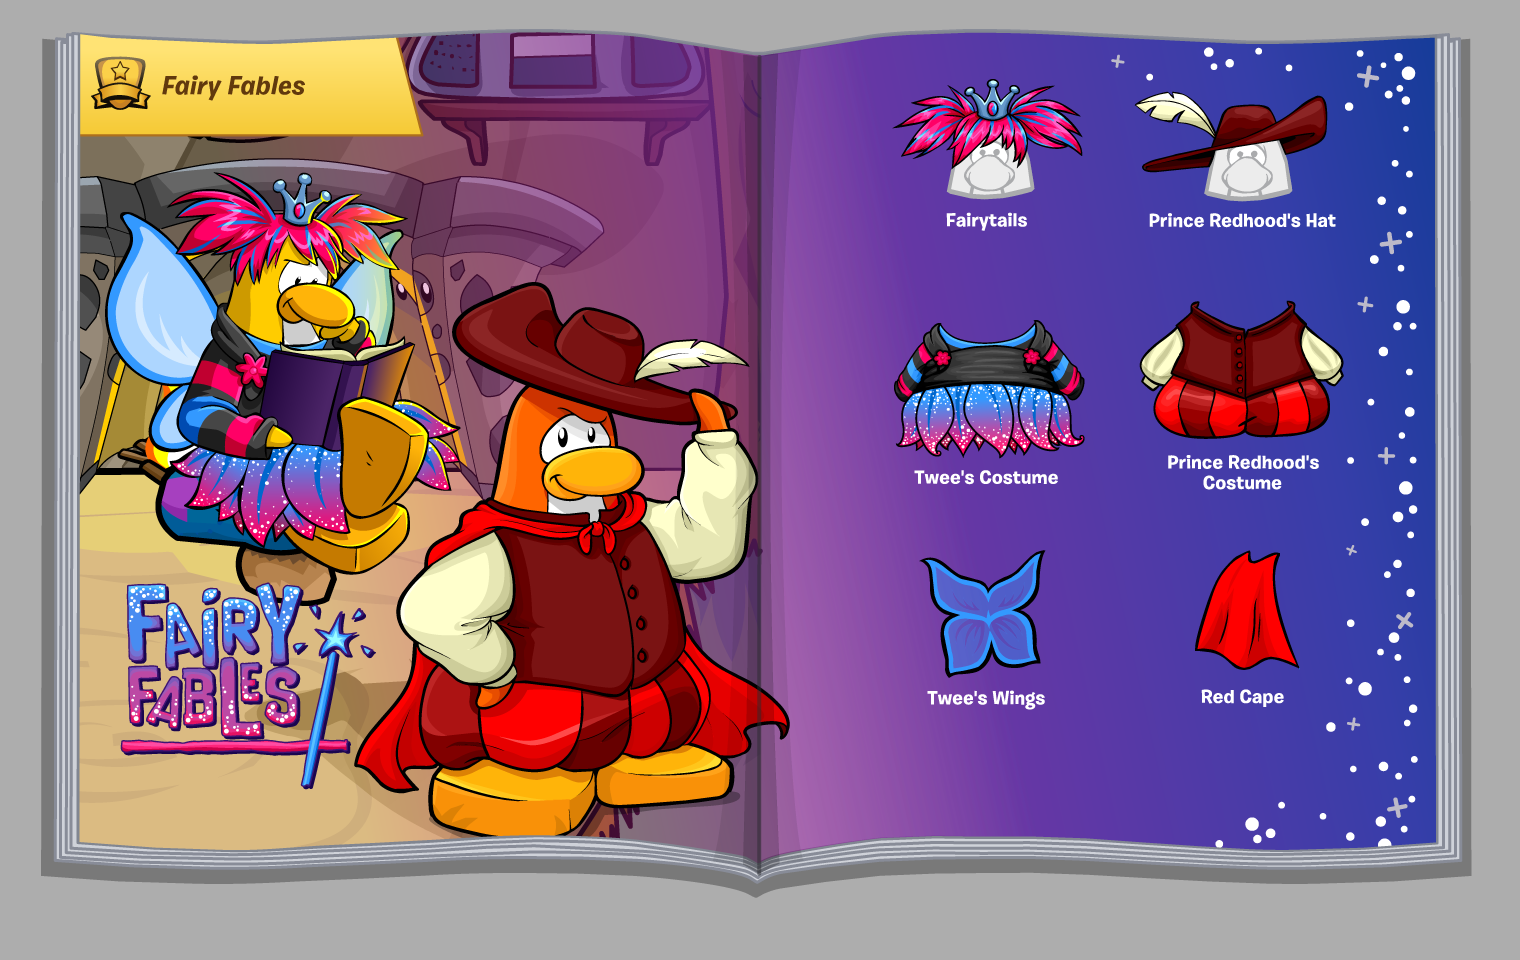 Fairy Fables
FAiRY
FABLES
Fairytails
Prince Redhood's Hat
Twee's Costume
Prince Redhood's
Costume
Twee's Wings
Red Cape